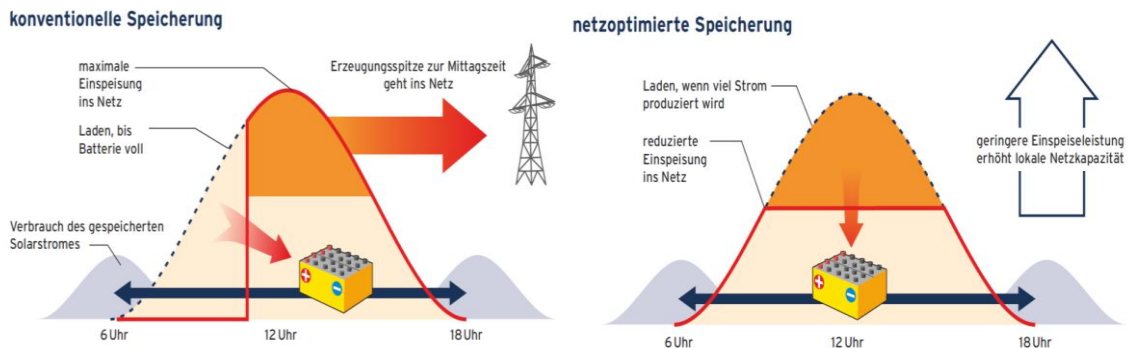 konventionelle Speicherung
maximale
Einspeisung
ins Netz
Erzeugungsspitze zur Mittagszeit
geht ins Netz
Laden, bis
Batterie voll
Verbrauch des gespeicherten
Solarstromes
6 Uhr
12 Uhr
18 Uhr
netzoptimierte Speicherung
Laden, wenn viel Strom
produziert wird
reduzierte
Einspeisung
ins Netz
geringere Einspeiseleistung
erhöht lokale Netzkapazität
6 Uhr
12 Uhr
18 Uhr